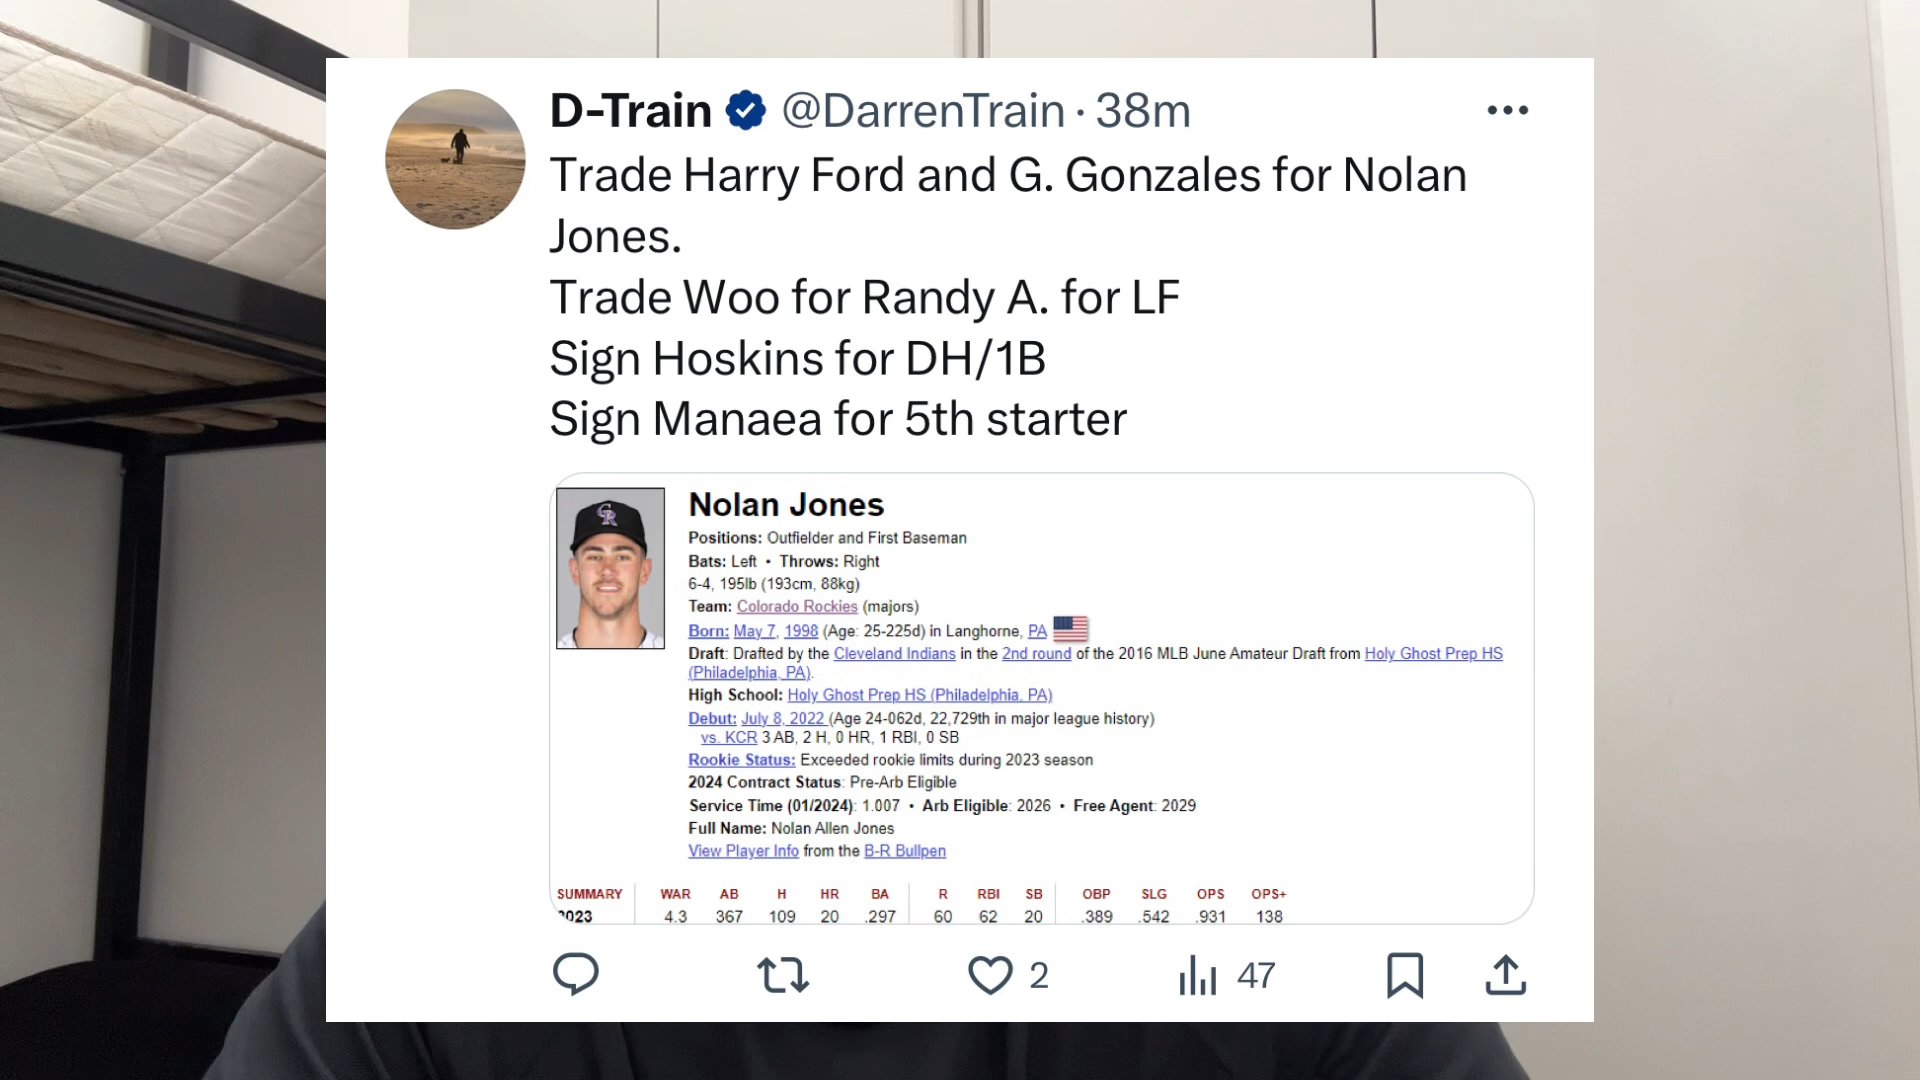 D-Train @DarrenTrain · 38m
Trade Harry Ford and G. Gonzales for Nolan
Jones.
Trade Woo for Randy A. for LF
Sign Hoskins for DH/1B
Sign Manaea for 5th starter
CR
Nolan Jones
Positions: Outfielder and First Baseman
Bats: Left • Throws: Right
6-4, 195lb (193cm, 88kg)
Team: Colorado Rockies (majors)
Born: May 7, 1998 (Age: 25-225d) in Langhorne, PA
Draft: Drafted by the Cleveland Indians in the 2nd round of the 2016 MLB June Amateur Draft from Holy Ghost Prep HS
(Philadelphia, PA).
High School: Holy Ghost Prep HS (Philadelphia, PA)
Debut: July 8, 2022 (Age 24-062d, 22,729th in major league history)
vs. KCR 3 AB, 2 H, 0 HR, 1 RBI, 0 SB
Rookie Status: Exceeded rookie limits during 2023 season
2024 Contract Status: Pre-Arb Eligible
Service Time (01/2024): 1.007 • Arb Eligible: 2026 • Free Agent: 2029
Full Name: Nolan Allen Jones
View Player Info from the B-R Bullpen
SUMMARY WAR AB H HR BA R RBI SB OBP SLG OPS OPS+
2023 4.3 367 109 20 .297 60 62 20 .389 .542 .931 138
2 47